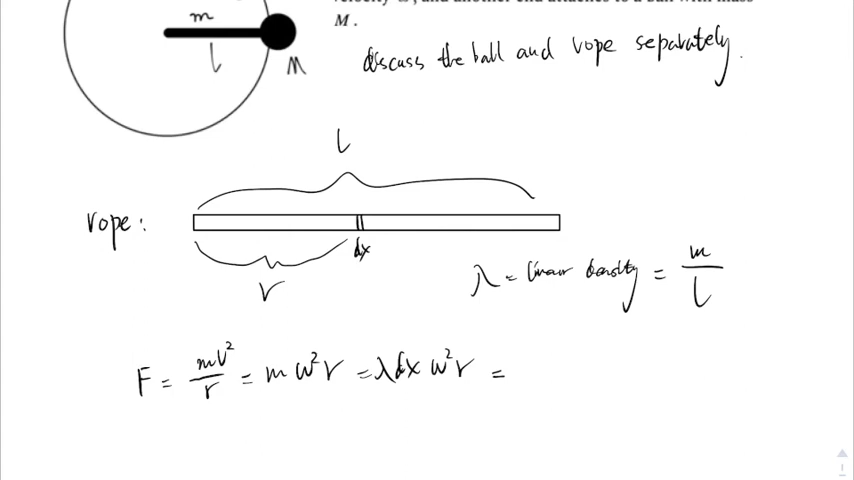 velocity ω, and another end attaches to a ball with mass
M.
m
l
M
discuss the ball and rope separately.
l
rope:
dx
r
λ = linear density = m/l
F = mv²/r = mω²r = λdx ω²r =